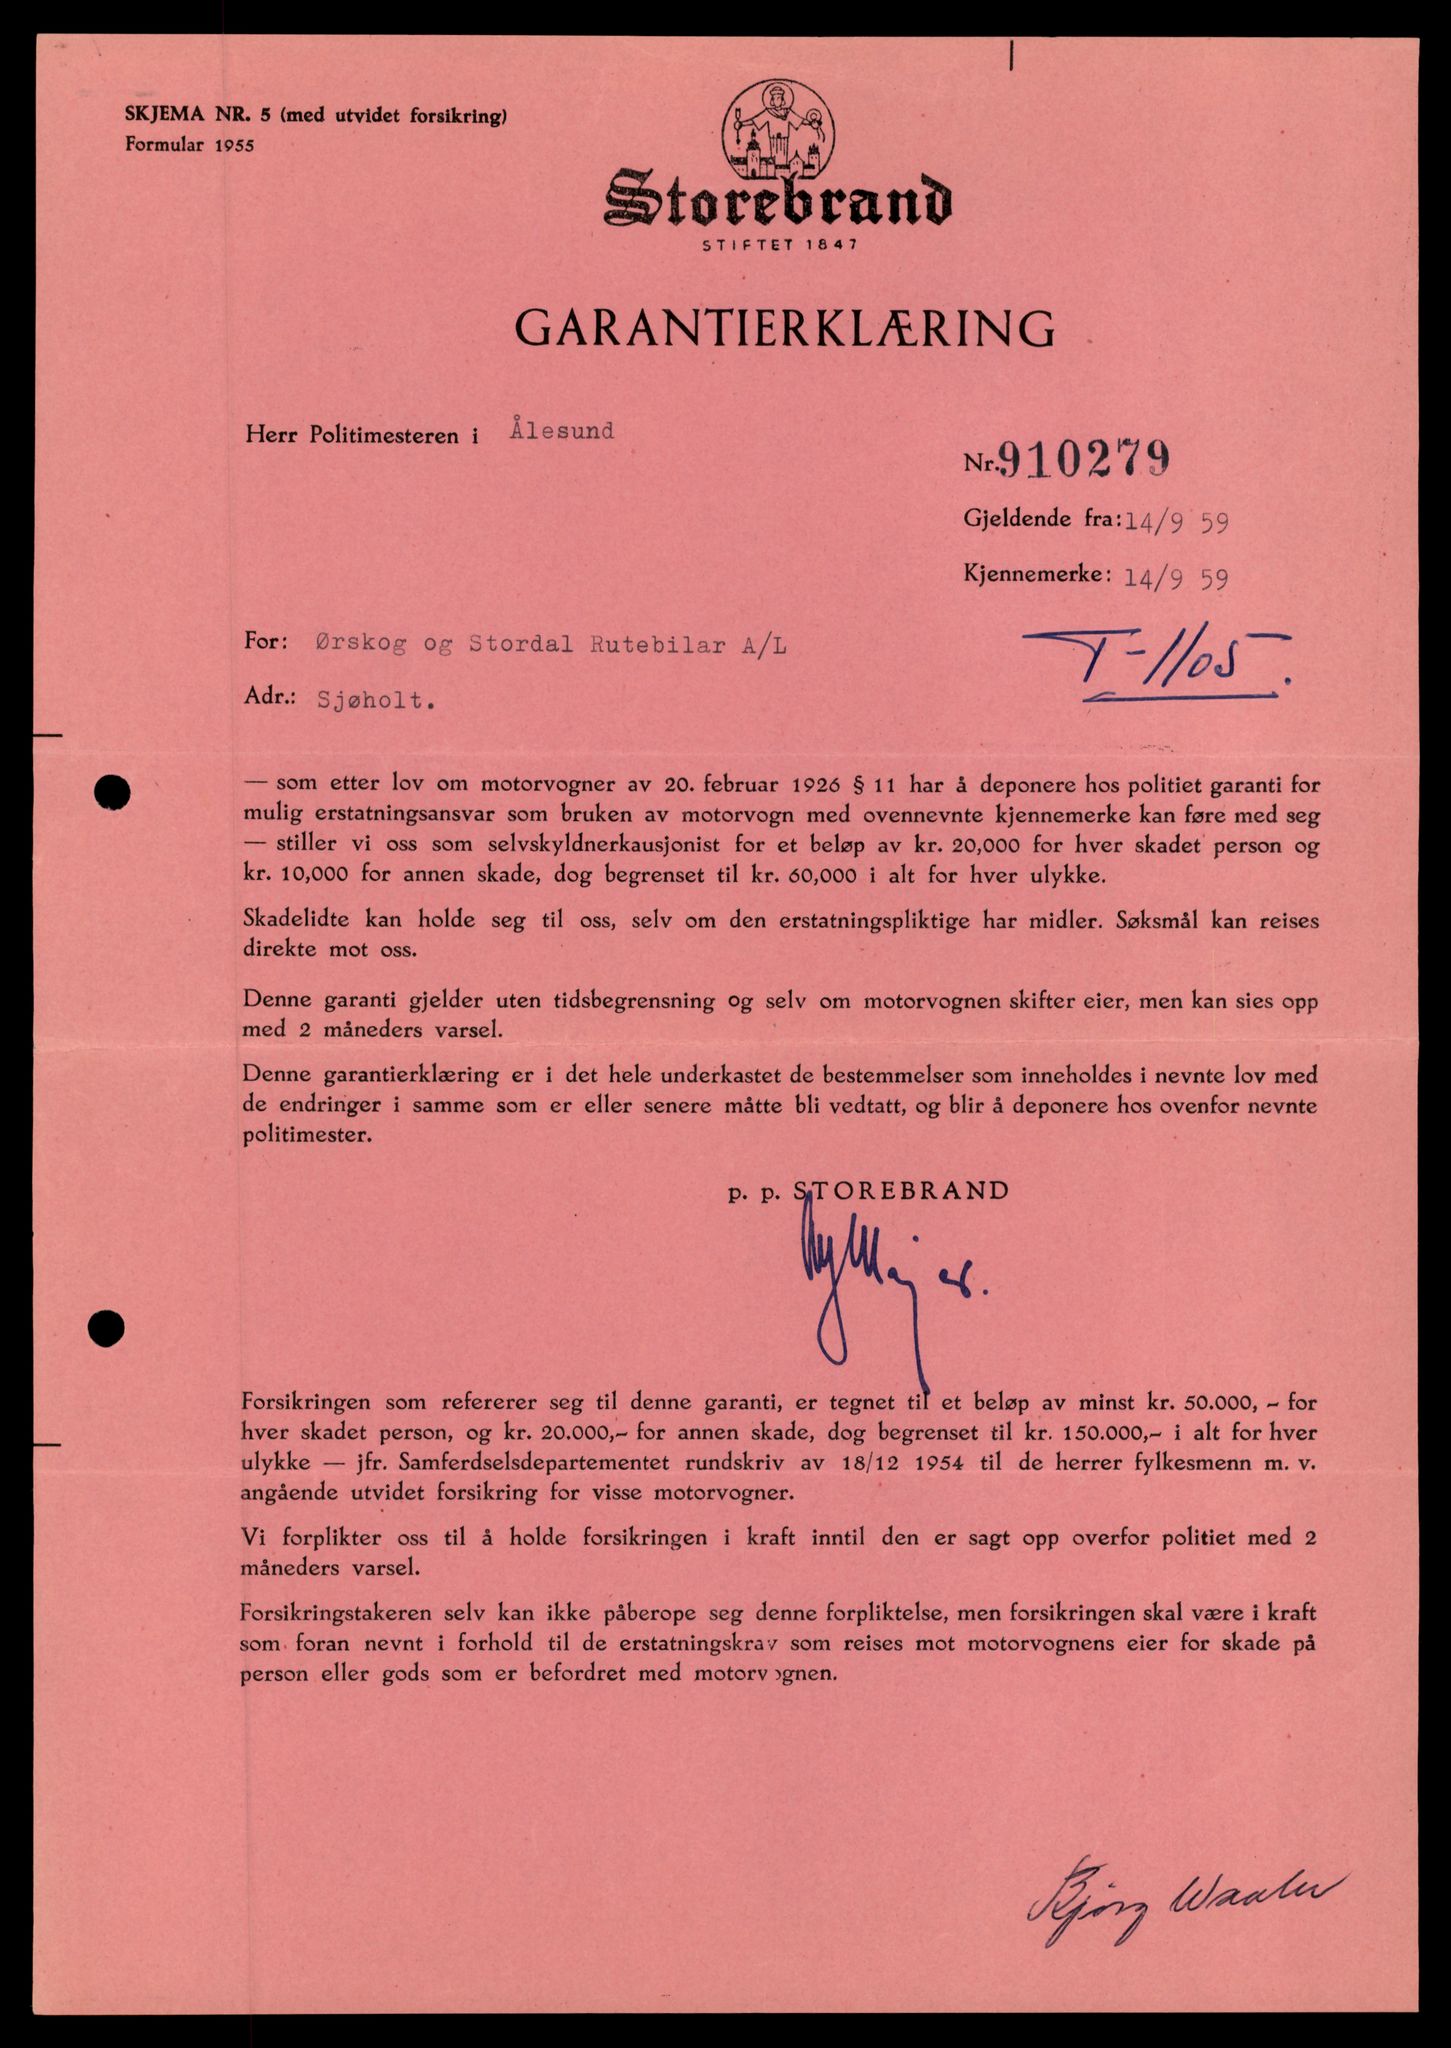 SKJEMA NR. 5 (med utvidet forsikring)
Formular 1955
Storebrand
STIFTET 1847
GARANTIERKLÆRING
Herr Politimesteren i Ålesund
Nr. 910279
Gjeldende fra: 14/9 59
Kjennemerke: 14/9 59
For: Ørskog og Stordal Rutebilar A/L
T-1105.
Adr.: Sjøholt.
— som etter lov om motorvogner av 20. februar 1926 § 11 har å deponere hos politiet garanti for
mulig erstatningsansvar som bruken av motorvogn med ovennevnte kjennemerke kan føre med seg
— stiller vi oss som selvskyldnerkausjonist for et beløp av kr. 20,000 for hver skadet person og
kr. 10,000 for annen skade, dog begrenset til kr. 60,000 i alt for hver ulykke.
Skadelidte kan holde seg til oss, selv om den erstatningspliktige har midler. Søksmål kan reises
direkte mot oss.
Denne garanti gjelder uten tidsbegrensning og selv om motorvognen skifter eier, men kan sies opp
med 2 måneders varsel.
Denne garantierklæring er i det hele underkastet de bestemmelser som inneholdes i nevnte lov med
de endringer i samme som er eller senere måtte bli vedtatt, og blir å deponere hos ovenfor nevnte
politimester.
p. p. STOREBRAND
Forsikringen som refererer seg til denne garanti, er tegnet til et beløp av minst kr. 50.000, – for
hver skadet person, og kr. 20.000,– for annen skade, dog begrenset til kr. 150.000,– i alt for hver
ulykke — jfr. Samferdselsdepartementet rundskriv av 18/12 1954 til de herrer fylkesmenn m. v.
angående utvidet forsikring for visse motorvogner.
Vi forplikter oss til å holde forsikringen i kraft inntil den er sagt opp overfor politiet med 2
måneders varsel.
Forsikringstakeren selv kan ikke påberope seg denne forpliktelse, men forsikringen skal være i kraft
som foran nevnt i forhold til de erstatningskrav som reises mot motorvognens eier for skade på
person eller gods som er befordret med motorvognen.
Bjørg Waaler